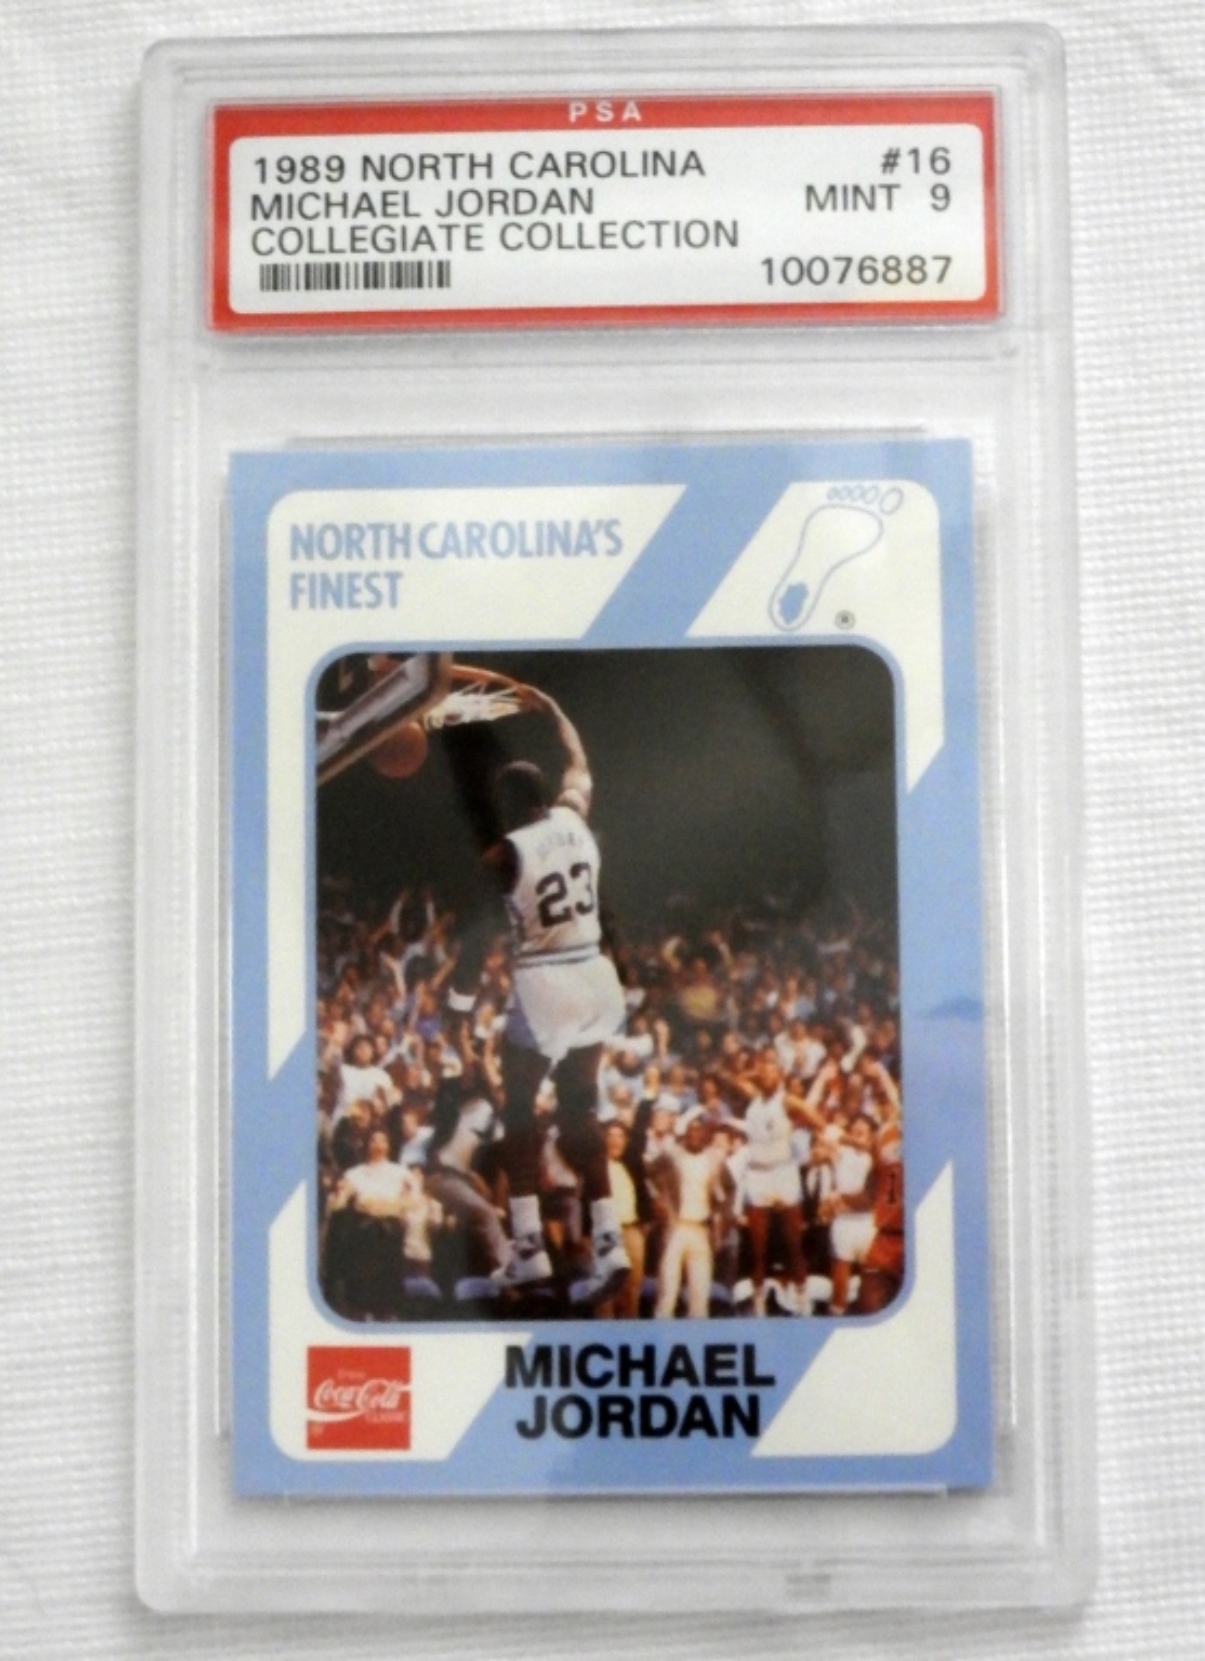 PSA
1989 NORTH CAROLINA #16
MICHAEL JORDAN MINT 9
COLLEGIATE COLLECTION
10076887
NORTH CAROLINA'S
FINEST
®
23
Coca-Cola
CLASSIC
MICHAEL
JORDAN